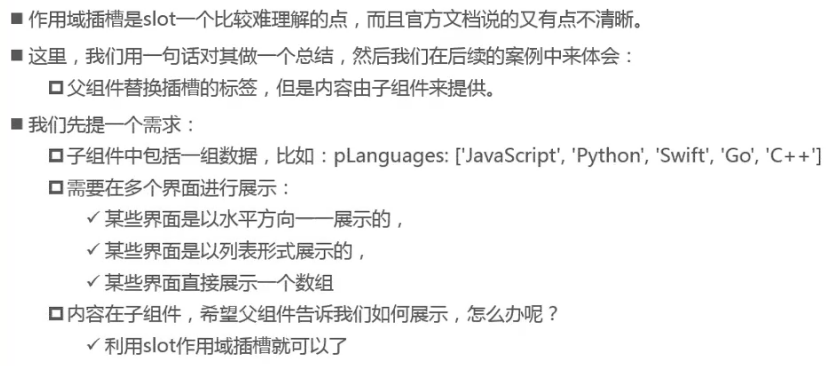 ■ 作用域插槽是slot一个比较难理解的点，而且官方文档说的又有点不清晰。
■ 这里，我们用一句话对其做一个总结，然后我们在后续的案例中来体会：
❑ 父组件替换插槽的标签，但是内容由子组件来提供。
■ 我们先提一个需求：
❑ 子组件中包括一组数据，比如：pLanguages: ['JavaScript', 'Python', 'Swift', 'Go', 'C++']
❑ 需要在多个界面进行展示：
✓ 某些界面是以水平方向一一展示的，
✓ 某些界面是以列表形式展示的，
✓ 某些界面直接展示一个数组
❑ 内容在子组件，希望父组件告诉我们如何展示，怎么办呢？
✓ 利用slot作用域插槽就可以了